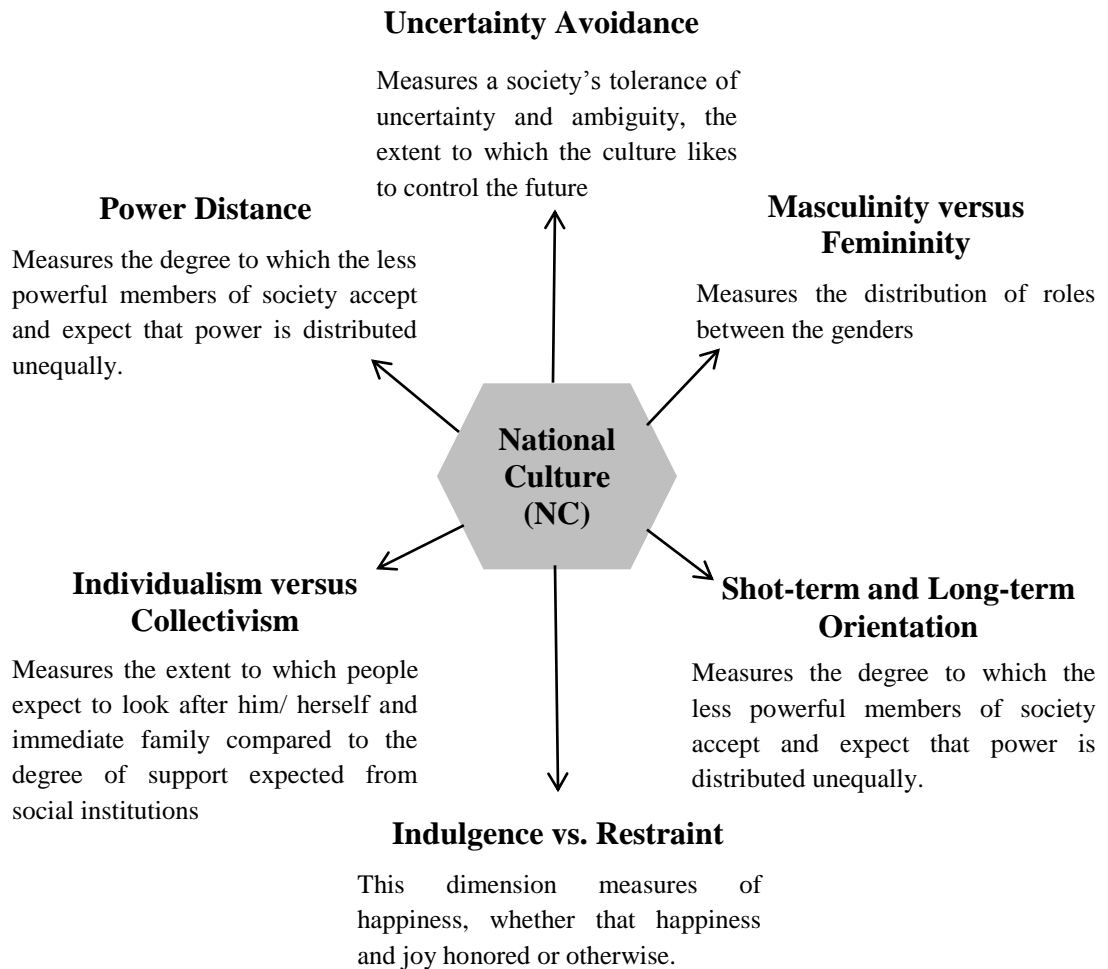 Uncertainty Avoidance
Measures a society’s tolerance of
uncertainty and ambiguity, the
extent to which the culture likes
to control the future
Power Distance
Measures the degree to which the less
powerful members of society accept
and expect that power is distributed
unequally.
Masculinity versus
Femininity
Measures the distribution of roles
between the genders
National
Culture
(NC)
Individualism versus
Collectivism
Measures the extent to which people
expect to look after him/ herself and
immediate family compared to the
degree of support expected from
social institutions
Shot-term and Long-term
Orientation
Measures the degree to which the
less powerful members of society
accept and expect that power is
distributed unequally.
Indulgence vs. Restraint
This dimension measures of
happiness, whether that happiness
and joy honored or otherwise.